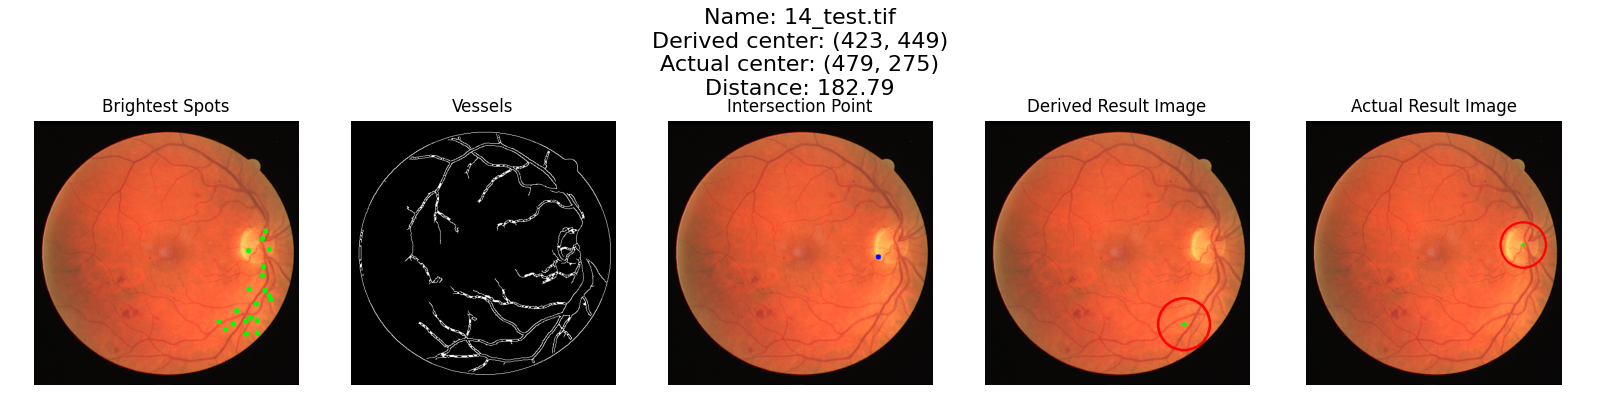 Name: 14_test.tif
Derived center: (423, 449)
Actual center: (479, 275)
Distance: 182.79
Brightest Spots
Vessels
Intersection Point
Derived Result Image
Actual Result Image